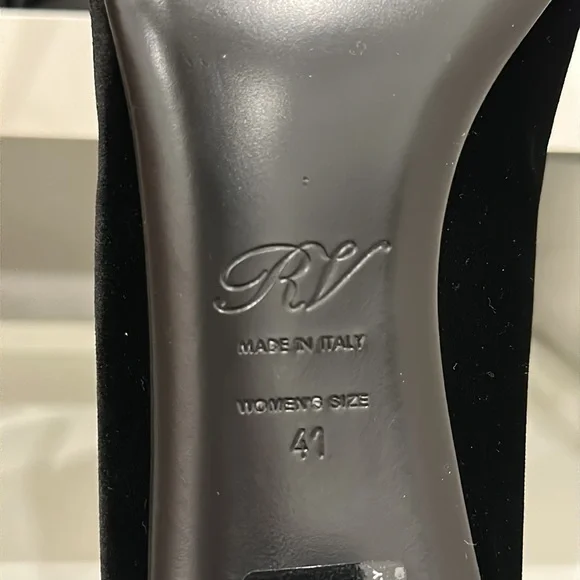 RV
MADE IN ITALY
WOMEN'S SIZE
41